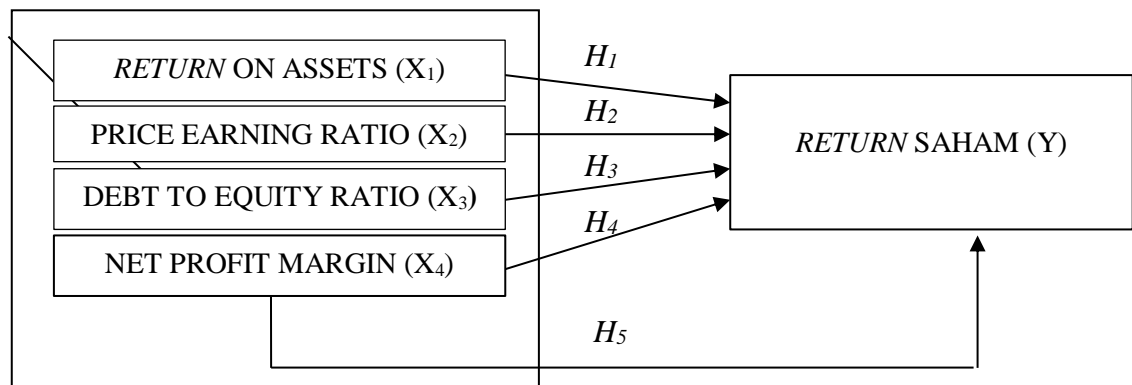 RETURN ON ASSETS (X₁)
H₁
PRICE EARNING RATIO (X₂)
H₂
RETURN SAHAM (Y)
DEBT TO EQUITY RATIO (X₃)
H₃
NET PROFIT MARGIN (X₄)
H₄
H₅